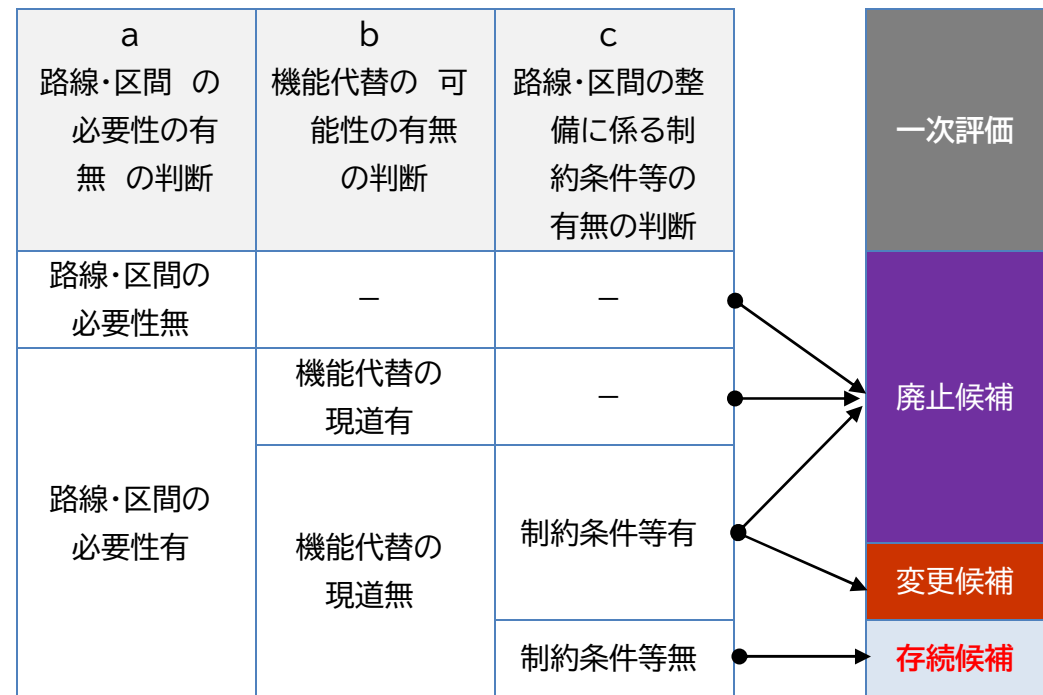 a
路線・区間 の
必要性の有
無 の判断
b
機能代替の 可
能性の有無
の判断
c
路線・区間の整
備に係る制
約条件等の
有無の判断
一次評価
路線・区間の
必要性無
－
－
機能代替の
現道有
－
廃止候補
路線・区間の
必要性有
機能代替の
現道無
制約条件等有
変更候補
制約条件等無
存続候補